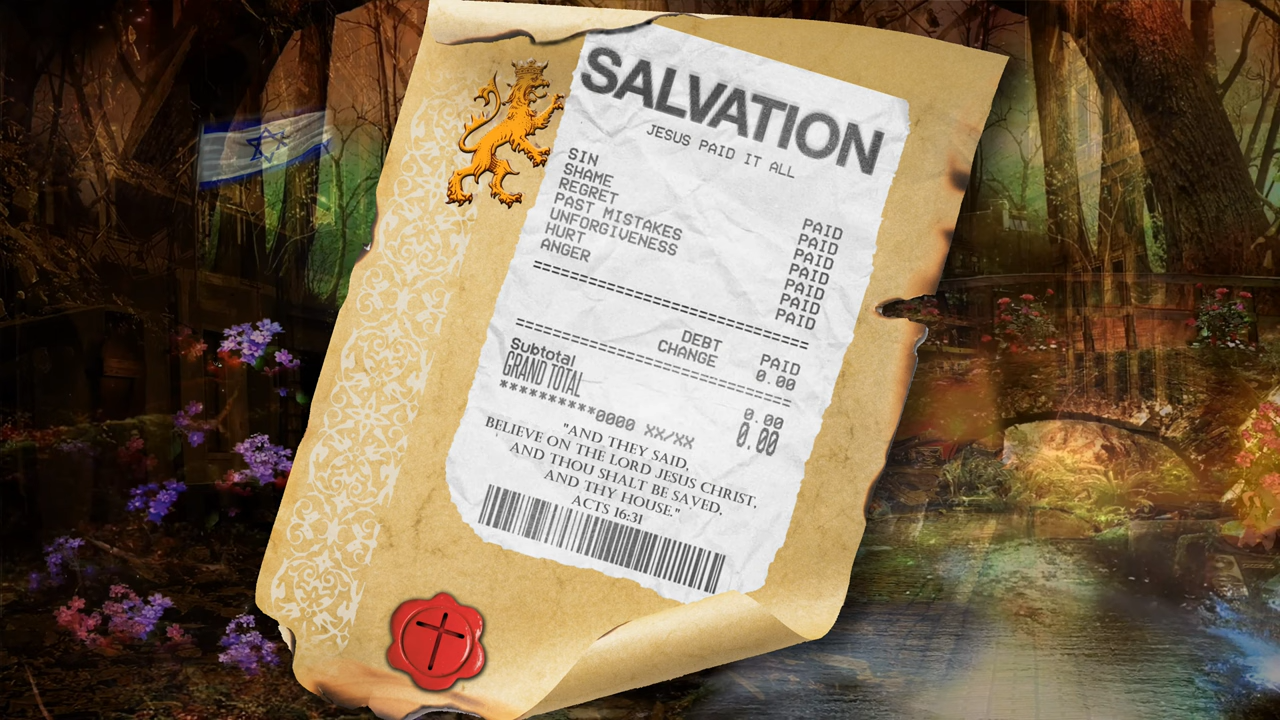 SALVATION
JESUS PAID IT ALL
SIN PAID
SHAME PAID
REGRET PAID
PAST MISTAKES PAID
UNFORGIVENESS PAID
HURT PAID
ANGER PAID
==============================
DEBT PAID
CHANGE 0.00
==============================
Subtotal 0.00
GRAND TOTAL 0.00
**********0000 XX/XX
"AND THEY SAID,
BELIEVE ON THE LORD JESUS CHRIST.
AND THOU SHALT BE SAVED.
AND THY HOUSE."
ACTS 16:31